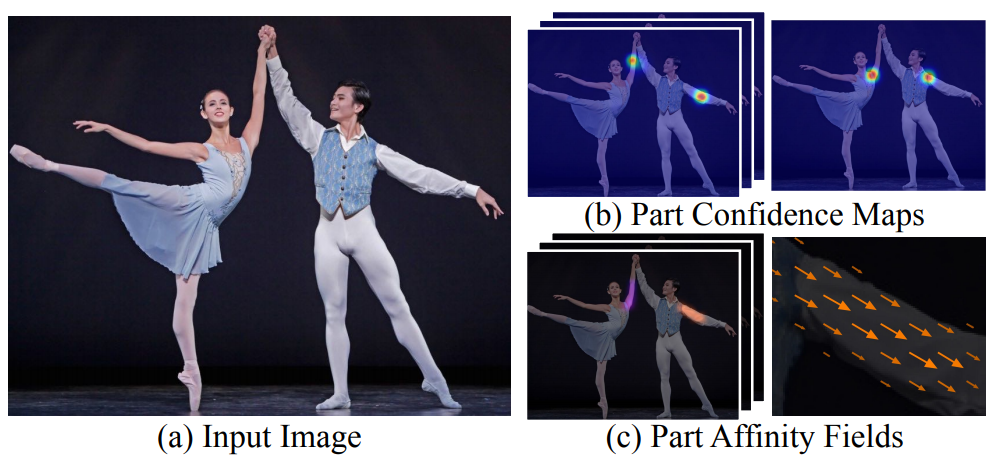 (a) Input Image
(b) Part Confidence Maps
(c) Part Affinity Fields